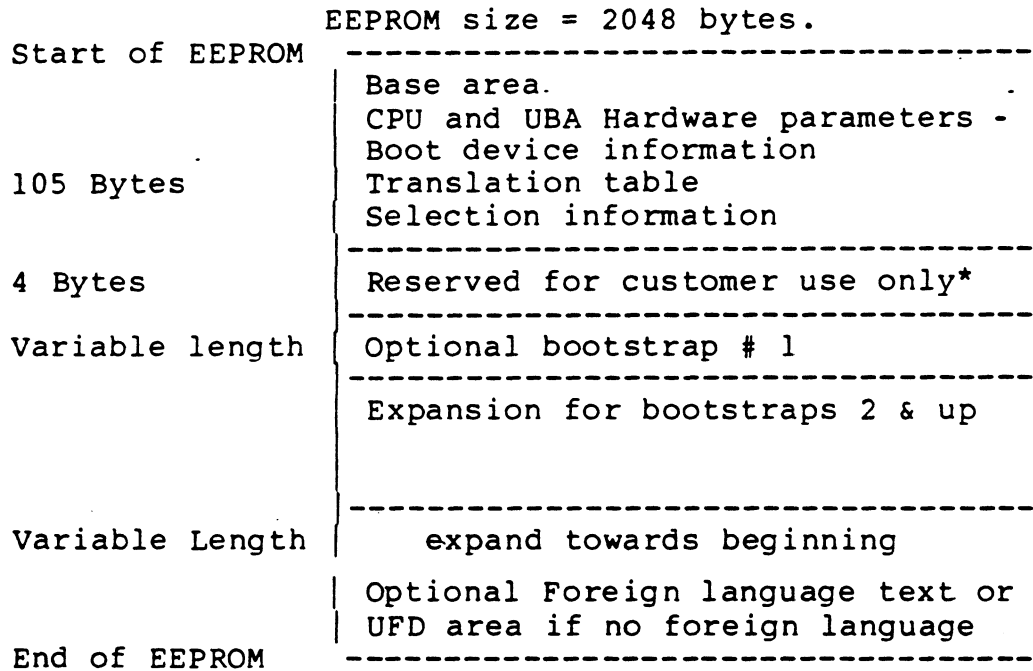 EEPROM size = 2048 bytes.
Start of EEPROM
Base area.
CPU and UBA Hardware parameters -
Boot device information
105 Bytes Translation table
Selection information
4 Bytes Reserved for customer use only*
Variable length Optional bootstrap # 1
Expansion for bootstraps 2 & up
Variable Length expand towards beginning
Optional Foreign language text or
UFD area if no foreign language
End of EEPROM